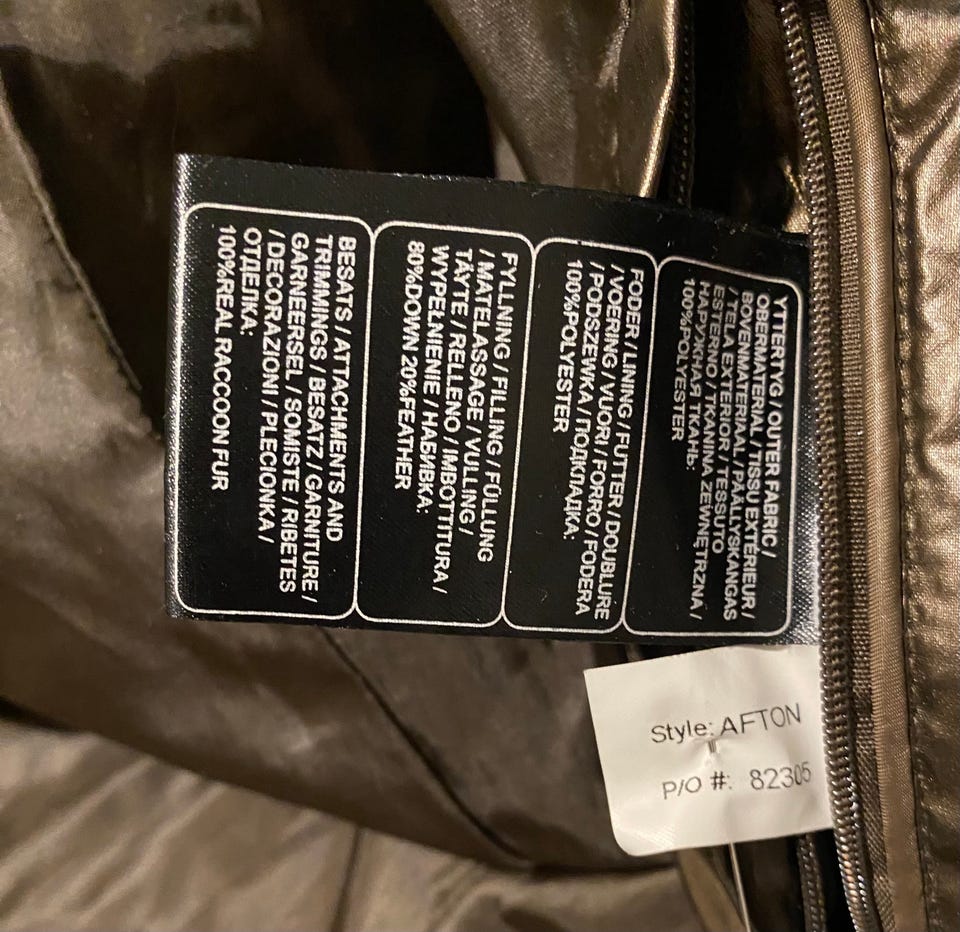 YTTERTYG / OUTER FABRIC /
OBERMATERIAL / TISSU EXTÉRIEUR /
BOVENMATERIAAL / PÄÄLLYSKANGAS
/ TELA EXTERIOR / TESSUTO
ESTERNO / TKANINA ZEWNĘTRZNA /
НАРУЖНАЯ ТКАНЬ:
100%POLYESTER
FODER / LINING / FUTTER / DOUBLURE
/ VOERING / VUORI / FORRO / FODERA
/ PODSZEWKA / ПОДКЛАДКА:
100%POLYESTER
FYLLNING / FILLING / FÜLLUNG
/ MATELASSAGE / VULLING /
TÄYTE / RELLENO / IMBOTTITURA /
WYPEŁNIENIE / НАБИВКА:
80%DOWN 20%FEATHER
BESATS / ATTACHMENTS AND
TRIMMINGS / BESATZ / GARNITURE /
GARNEERSEL / SOMISTE / RIBETES
/ DECORAZIONI / PLECIONKA /
ОТДЕЛКА:
100%REAL RACCOON FUR
Style: AFTON
P/O #: 82305